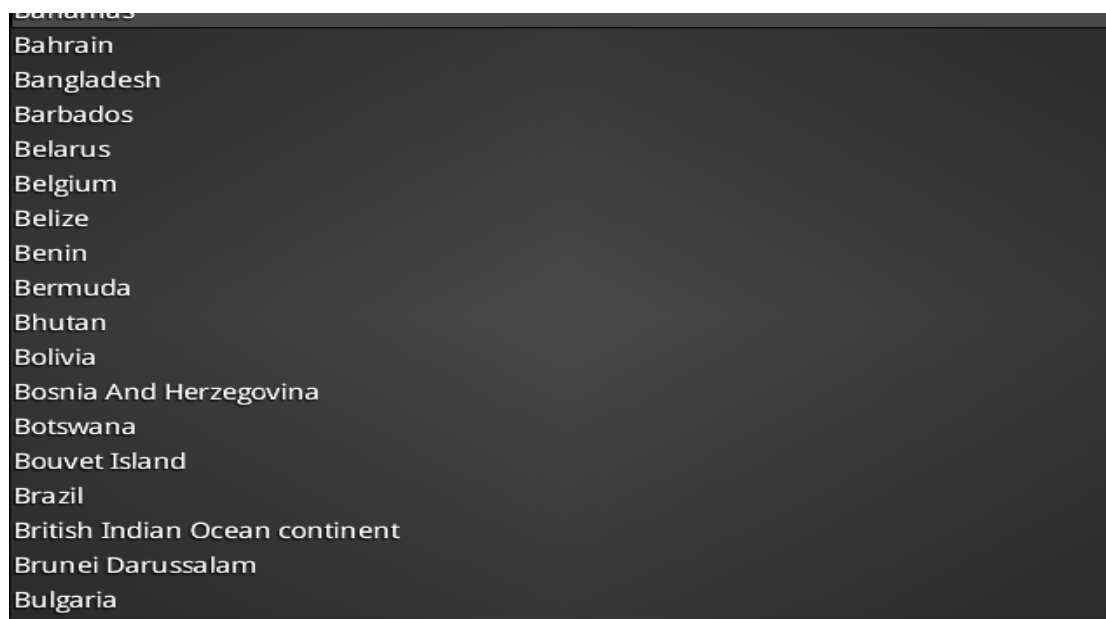 Bahamas
Bahrain
Bangladesh
Barbados
Belarus
Belgium
Belize
Benin
Bermuda
Bhutan
Bolivia
Bosnia And Herzegovina
Botswana
Bouvet Island
Brazil
British Indian Ocean continent
Brunei Darussalam
Bulgaria